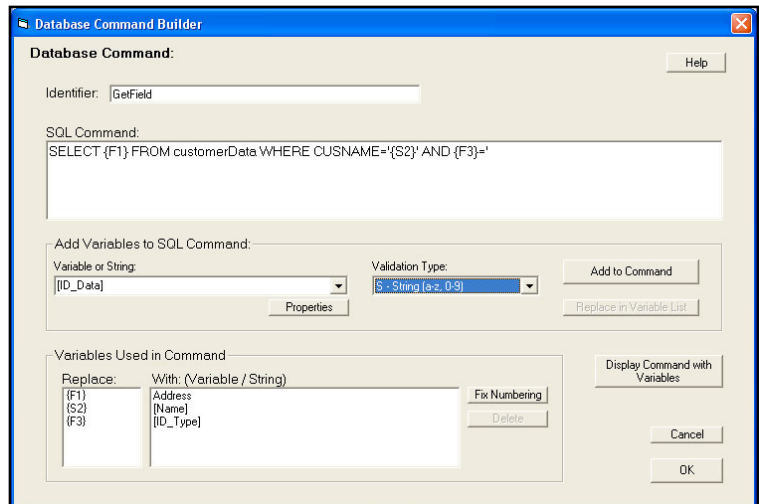 Database Command Builder
Database Command:
Help
Identifier: GetField
SQL Command:
SELECT {F1} FROM customerData WHERE CUSNAME='{S2}' AND {F3}='
Add Variables to SQL Command:
Variable or String:
[ID_Data]
Properties
Validation Type:
S - String (a-z, 0-9)
Add to Command
Replace in Variable List
Variables Used in Command
Replace: With: (Variable / String)
{F1} Address
{S2} [Name]
{F3} [ID_Type]
Fix Numbering
Delete
Display Command with
Variables
Cancel
OK